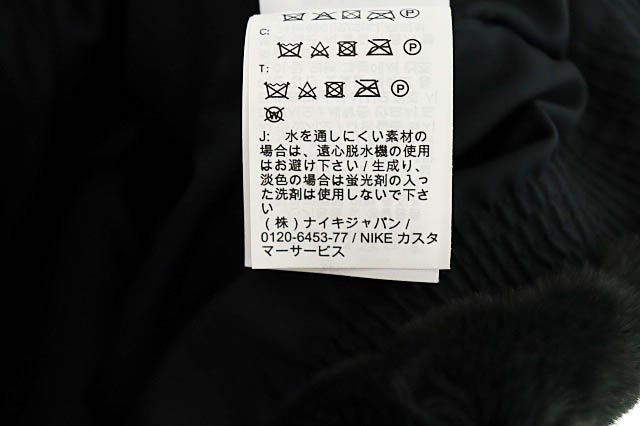 C:
P
T:
P
W
J: 水を通しにくい素材の
場合は、遠心脱水機の使用
はお避け下さい / 生成り、
淡色の場合は蛍光剤の入っ
た洗剤は使用しないで下さ
い
(株) ナイキジャパン /
0120-6453-77 / NIKE カスタ
マーサービス